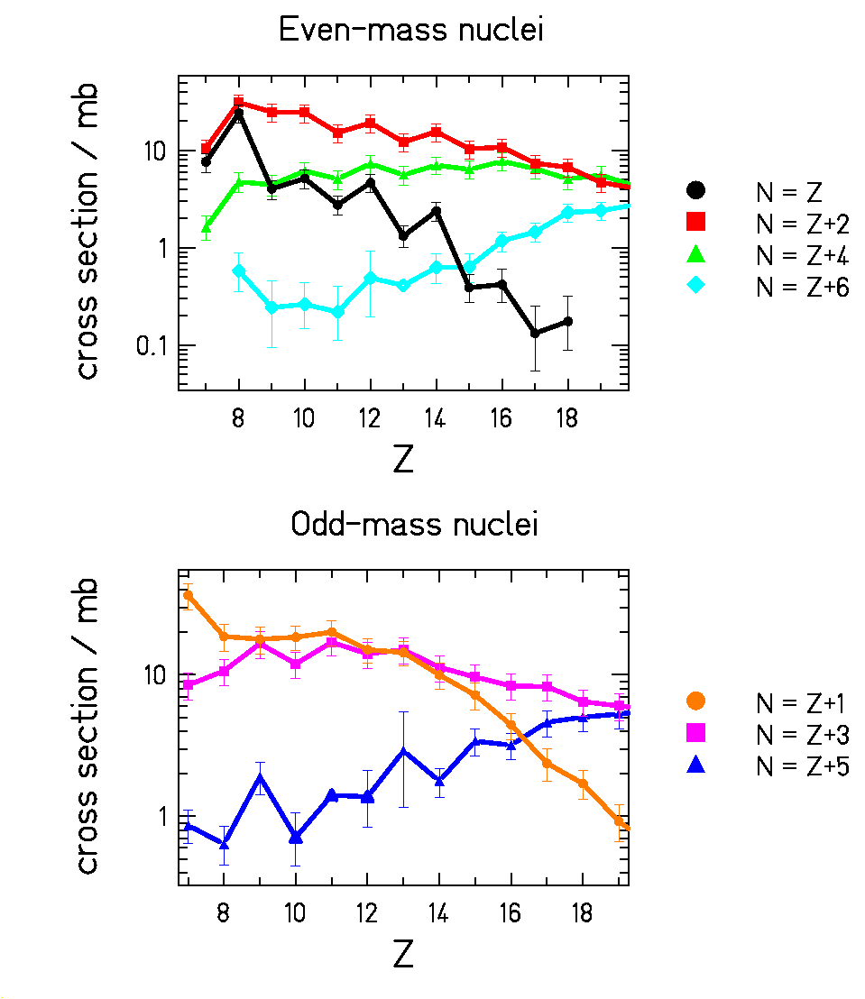 Even-mass nuclei
cross section / mb
10
1
0.1
8 10 12 14 16 18
Z
N = Z
N = Z+2
N = Z+4
N = Z+6
Odd-mass nuclei
cross section / mb
10
1
8 10 12 14 16 18
Z
N = Z+1
N = Z+3
N = Z+5